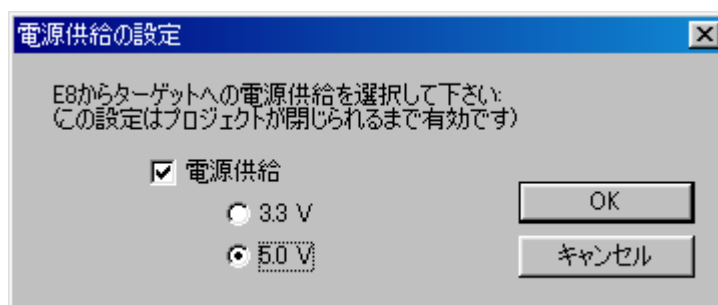 電源供給の設定
E8からターゲットへの電源供給を選択して下さい:
(この設定はプロジェクトが閉じられるまで有効です)
電源供給
3.3 V
5.0 V
OK
キャンセル